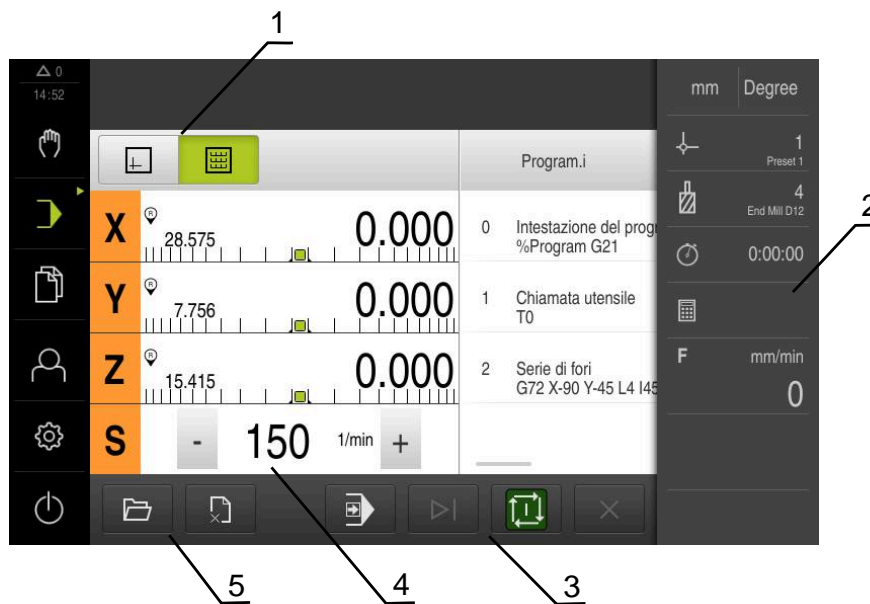 1
0
14:52
mm Degree
1
Preset 1
4
End Mill D12
2
0:00:00
F mm/min
0
Program.i
X R 28.575 0.000
Y R 7.756 0.000
Z R 15.415 0.000
S - 150 1/min +
0 Intestazione del progr
%Program G21
1 Chiamata utensile
T0
2 Serie di fori
G72 X-90 Y-45 L4 I45
5 4 3